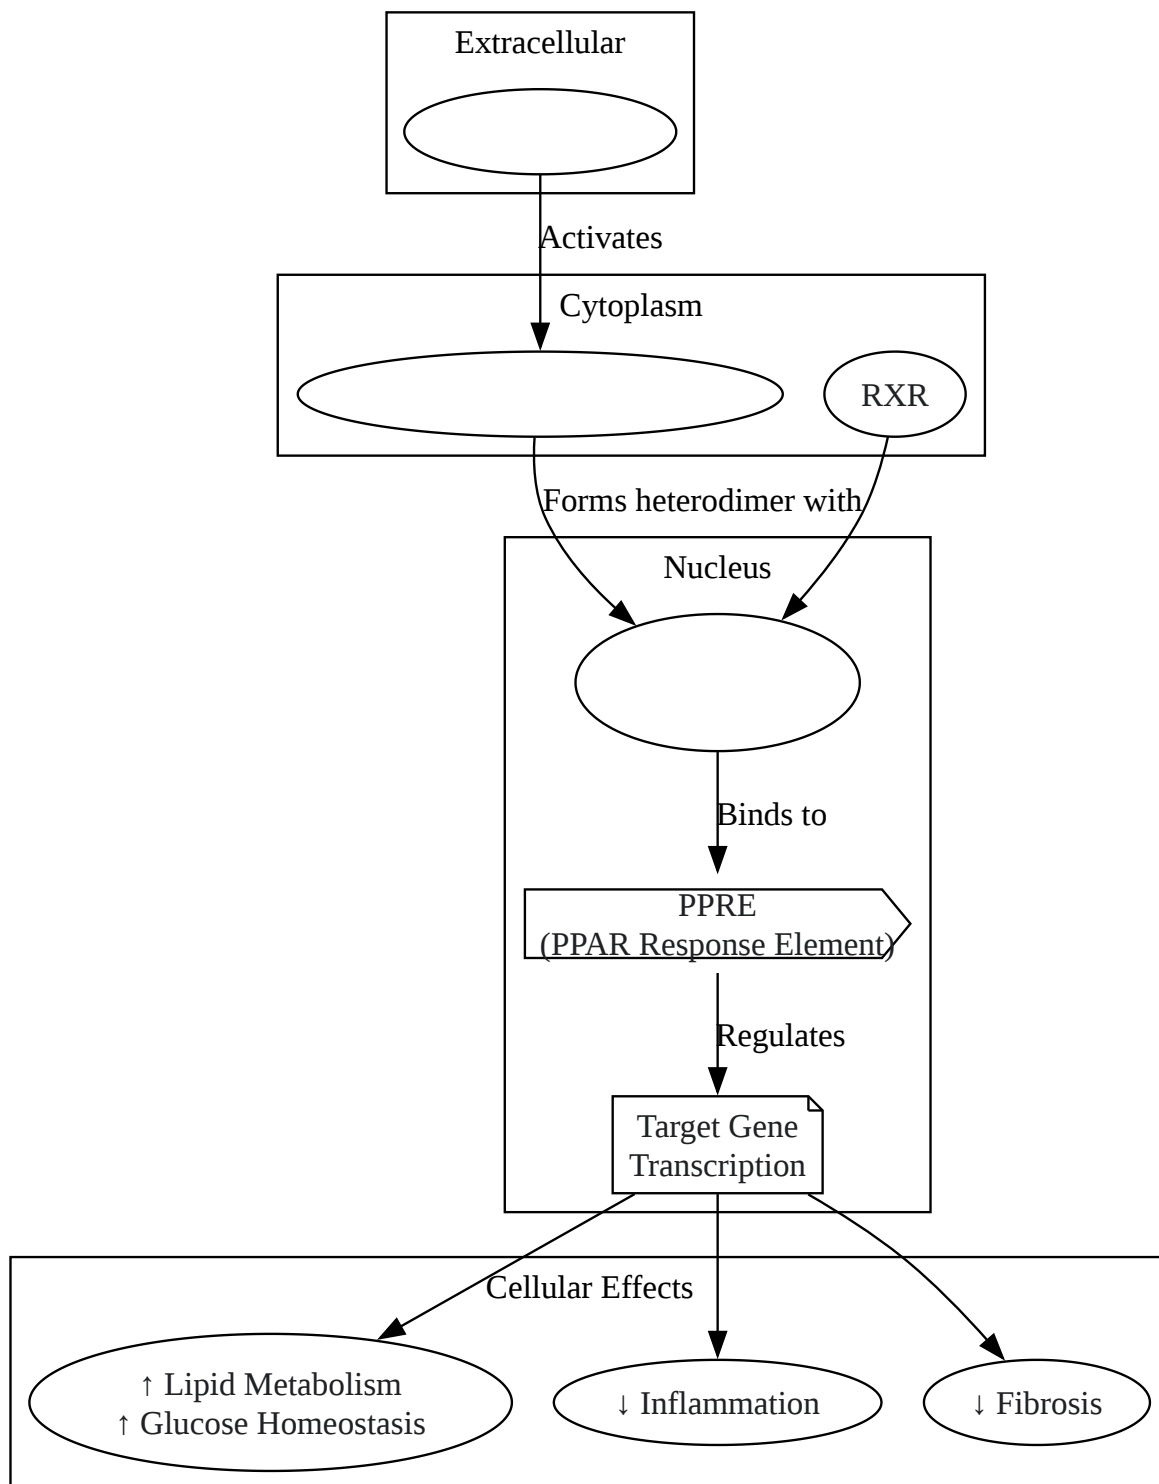 Extracellular
Activates
Cytoplasm
RXR
Forms heterodimer with
Nucleus
Binds to
PPRE
(PPAR Response Element)
Regulates
Target Gene
Transcription
Cellular Effects
↑ Lipid Metabolism
↑ Glucose Homeostasis
↓ Inflammation
↓ Fibrosis